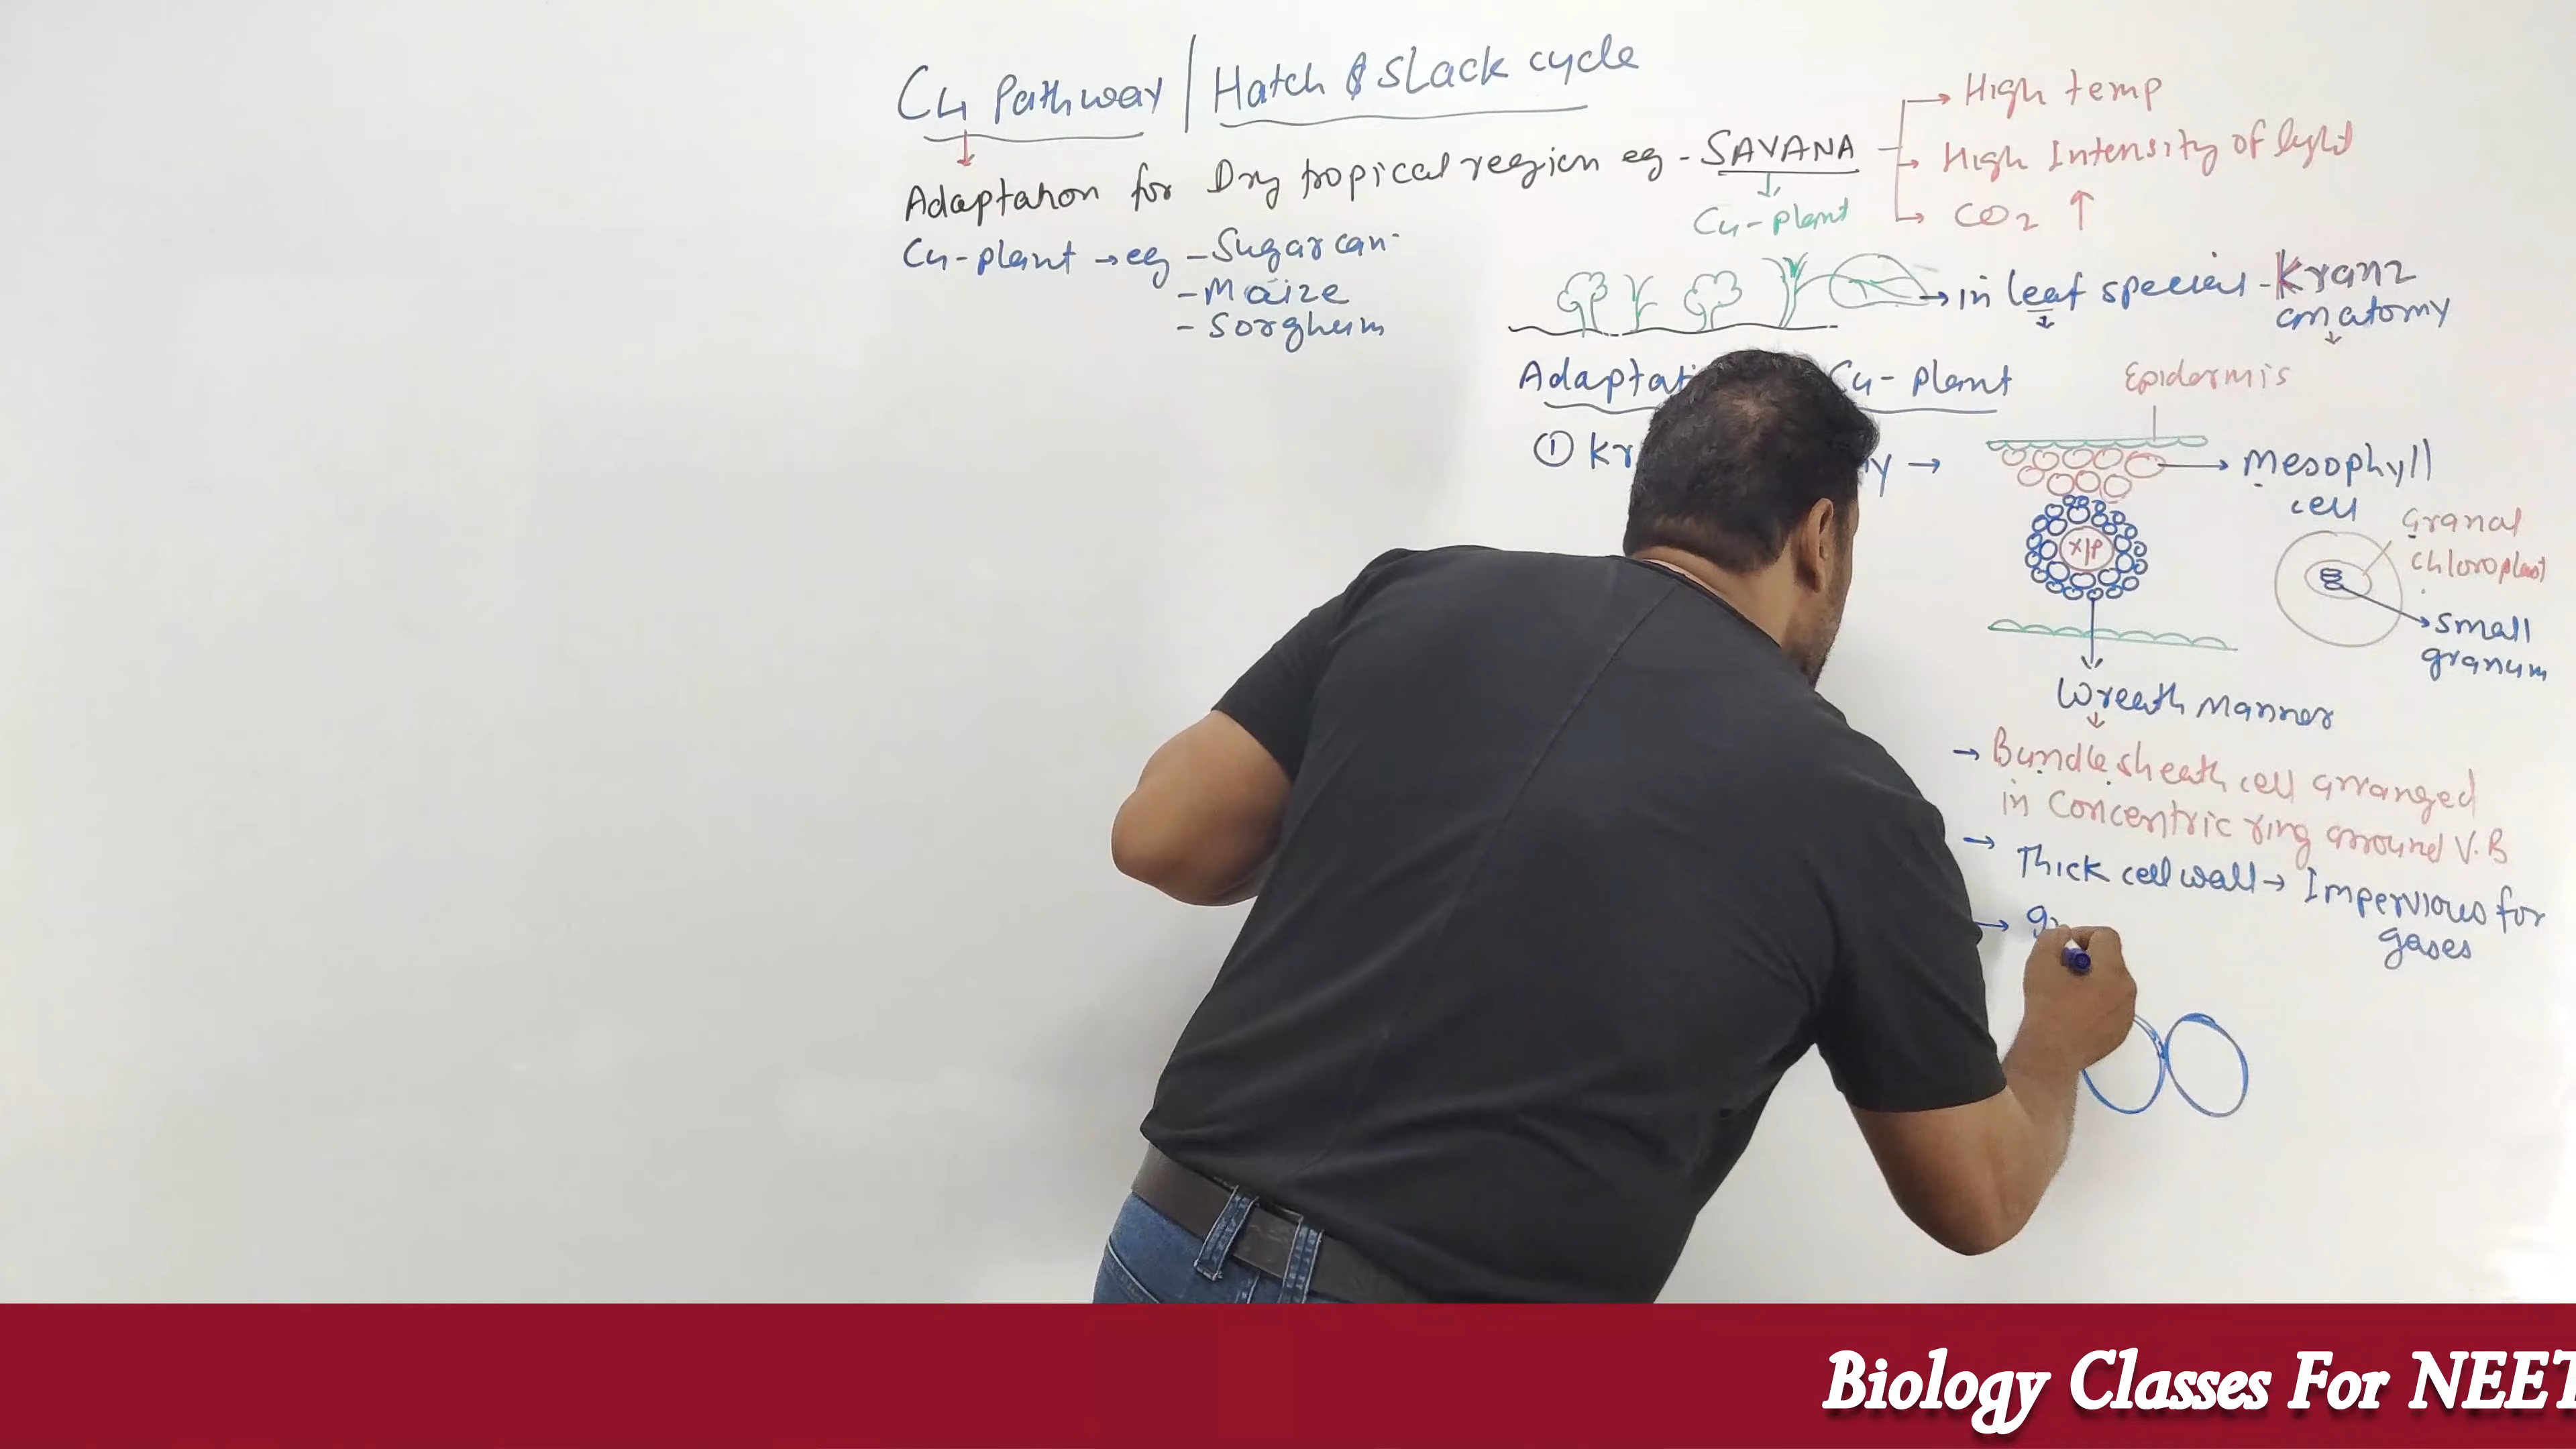 C4 Pathway | Hatch & Slack cycle
Adaptation for Dry tropical region eg - SAVANA
→ High temp
→ High Intensity of light
→ CO2 ↑
C4-plant
C4-plant → eg - Sugarcan
- Maize
- Sorghum
→ in leaf special - Kranz
anatomy
C4-plant
① Kr
→
Epidermis
Mesophyll
cell
X/P
Granal
chloroplast
Small
granum
Wreath Manner
→ Bundle sheath cell arranged
in concentric ring around V.B
→ Thick cell wall → Impervious for
gases
→
Biology Classes For NEET